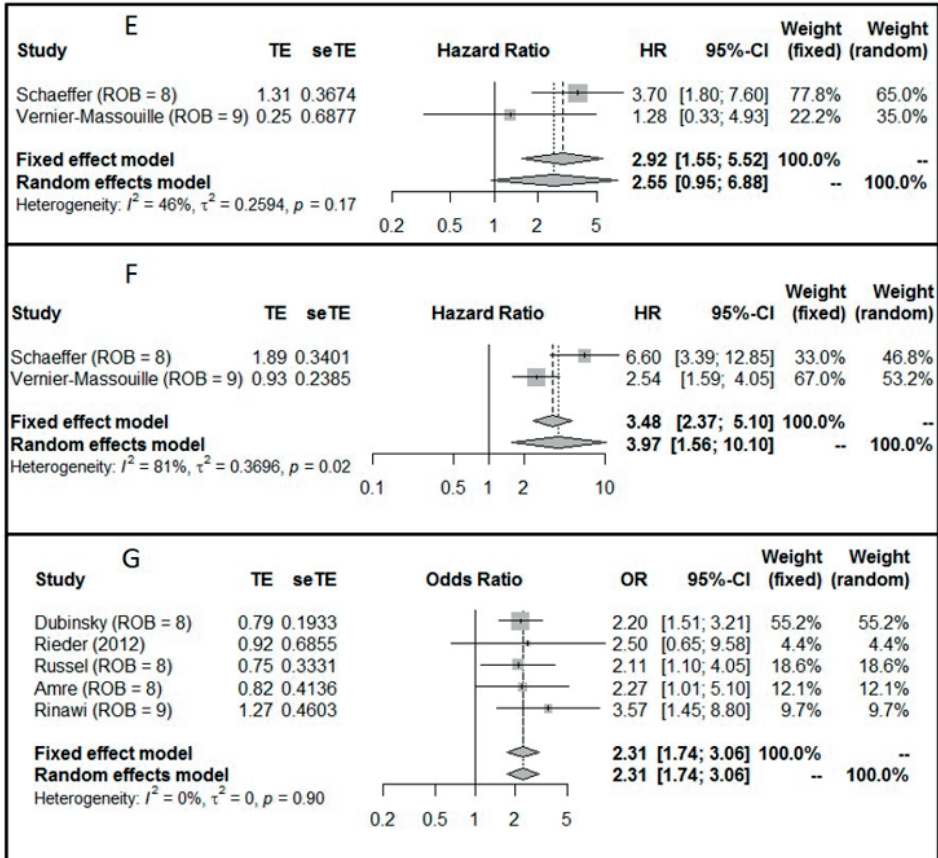 E
Weight Weight
Study TE seTE Hazard Ratio HR 95%-CI (fixed) (random)
Schaeffer (ROB = 8) 1.31 0.3674 3.70 [1.80; 7.60] 77.8% 65.0%
Vernier-Massouille (ROB = 9) 0.25 0.6877 1.28 [0.33; 4.93] 22.2% 35.0%
Fixed effect model 2.92 [1.55; 5.52] 100.0% --
Random effects model 2.55 [0.95; 6.88] -- 100.0%
Heterogeneity: I² = 46%, τ² = 0.2594, p = 0.17
0.2 1 2 5
F
Weight Weight
Study TE seTE Hazard Ratio HR 95%-CI (fixed) (random)
Schaeffer (ROB = 8) 1.89 0.3401 6.60 [3.39; 12.85] 33.0% 46.8%
Vernier-Massouille (ROB = 9) 0.93 0.2385 2.54 [1.59; 4.05] 67.0% 53.2%
Fixed effect model 3.48 [2.37; 5.10] 100.0% --
Random effects model 3.97 [1.56; 10.10] -- 100.0%
Heterogeneity: I² = 81%, τ² = 0.3696, p = 0.02
0.1 0.5 1 2 10
G
Weight Weight
Study TE seTE Odds Ratio OR 95%-CI (fixed) (random)
Dubinsky (ROB = 8) 0.79 0.1933 2.20 [1.51; 3.21] 55.2% 55.2%
Rieder (2012) 0.92 0.6855 2.50 [0.65; 9.58] 4.4% 4.4%
Russel (ROB = 8) 0.75 0.3331 2.11 [1.10; 4.05] 18.6% 18.6%
Amre (ROB = 8) 0.82 0.4136 2.27 [1.01; 5.10] 12.1% 12.1%
Rinawi (ROB = 9) 1.27 0.4603 3.57 [1.45; 8.80] 9.7% 9.7%
Fixed effect model 2.31 [1.74; 3.06] 100.0% --
Random effects model 2.31 [1.74; 3.06] -- 100.0%
Heterogeneity: I² = 0%, τ² = 0, p = 0.90
0.2 1 2 5